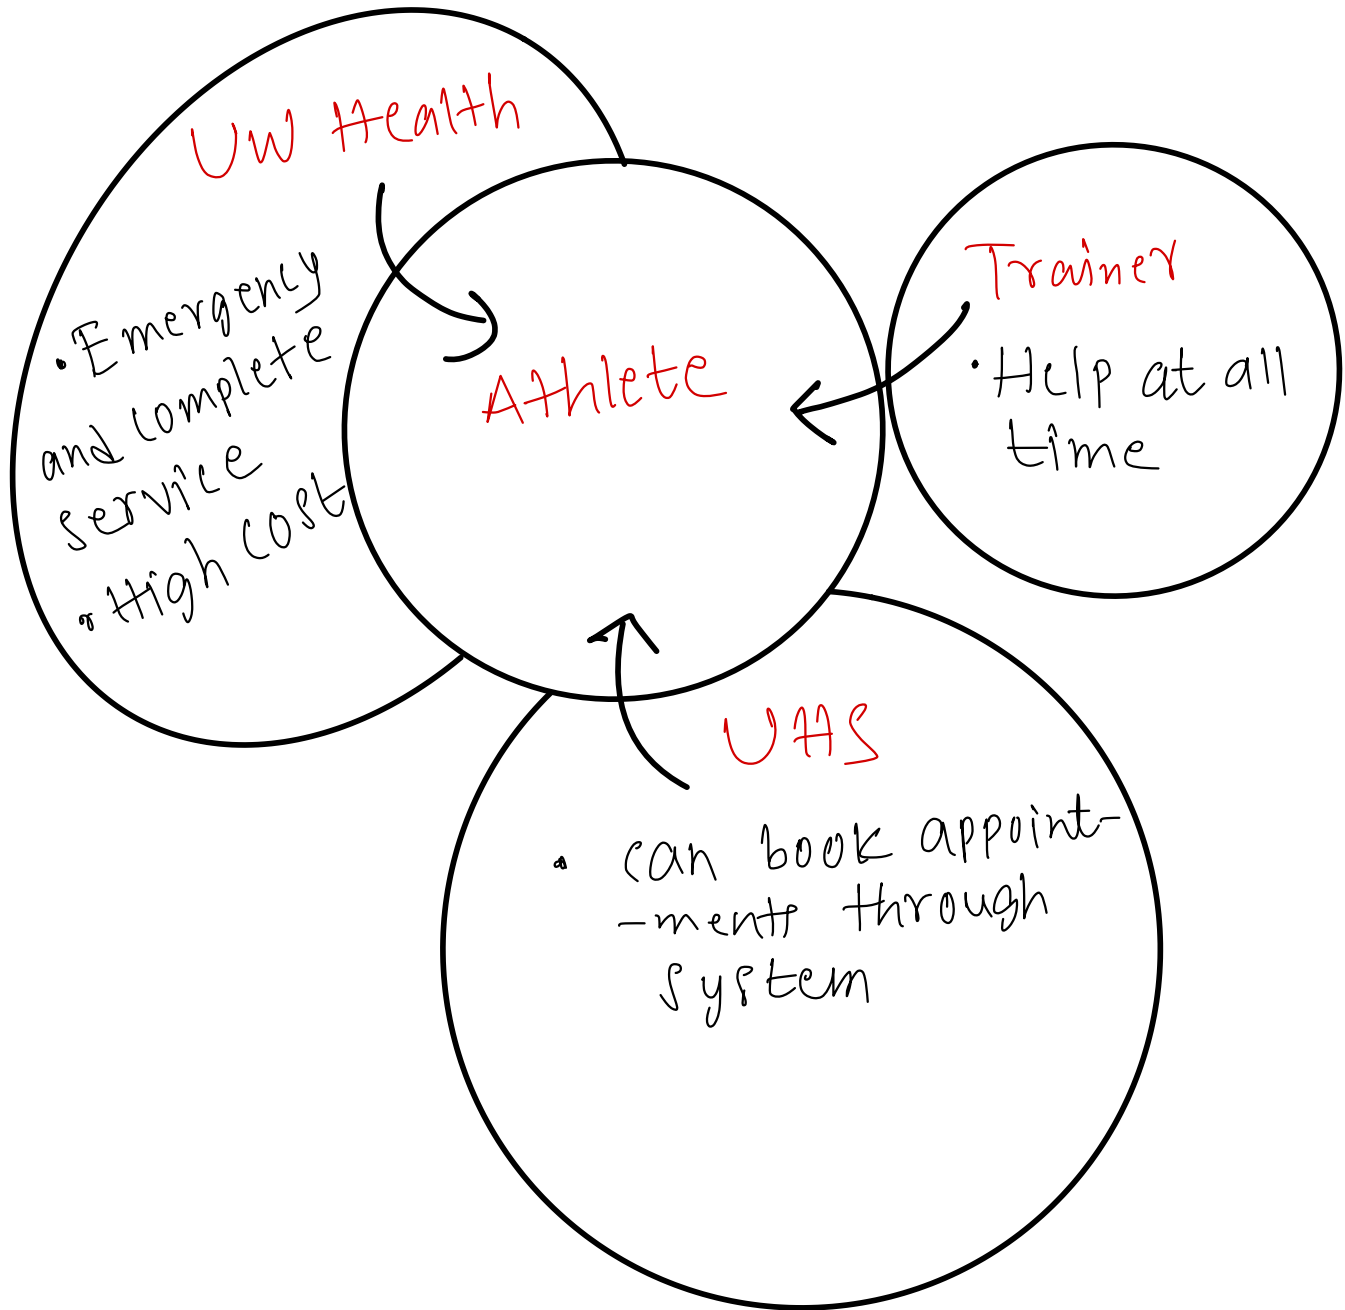 UW Health
• Emergency
and complete
service
• High cost
Athlete
Trainer
• Help at all
time
UHS
• can book appoint-
-ments through
system